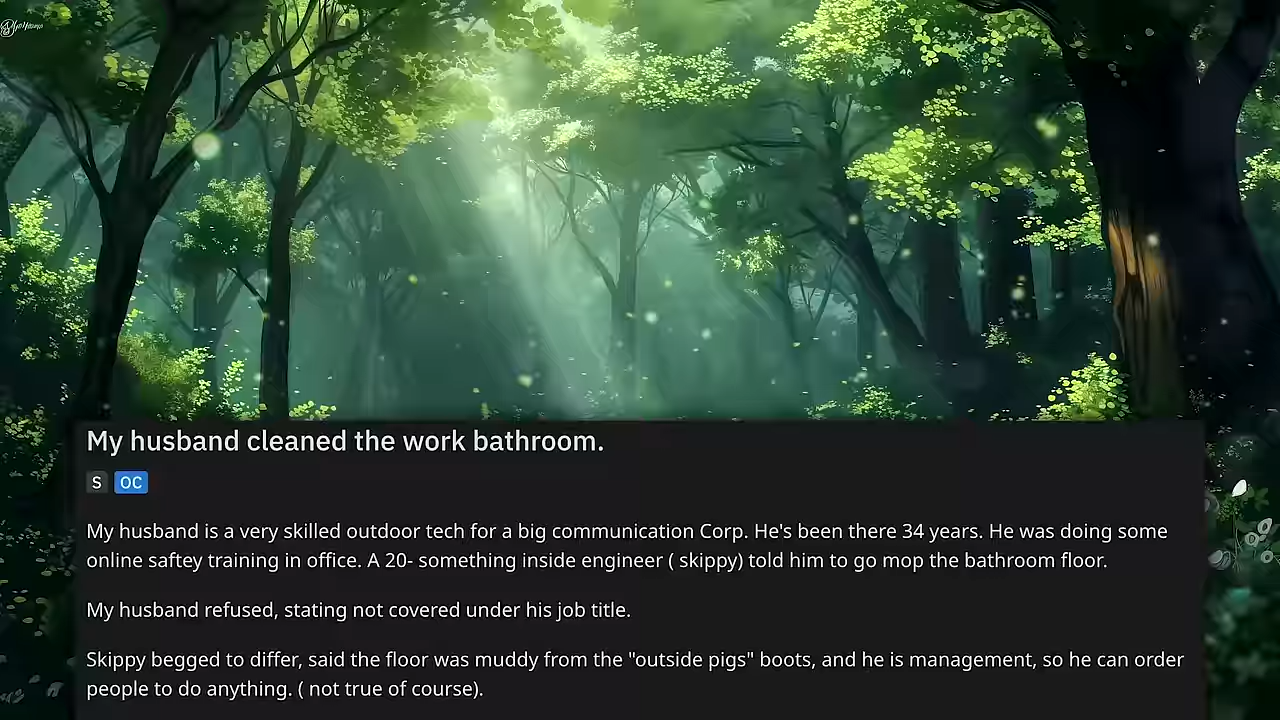 My husband cleaned the work bathroom.
S OC
My husband is a very skilled outdoor tech for a big communication Corp. He's been there 34 years. He was doing some
online saftey training in office. A 20- something inside engineer ( skippy) told him to go mop the bathroom floor.
My husband refused, stating not covered under his job title.
Skippy begged to differ, said the floor was muddy from the "outside pigs" boots, and he is management, so he can order
people to do anything. ( not true of course).